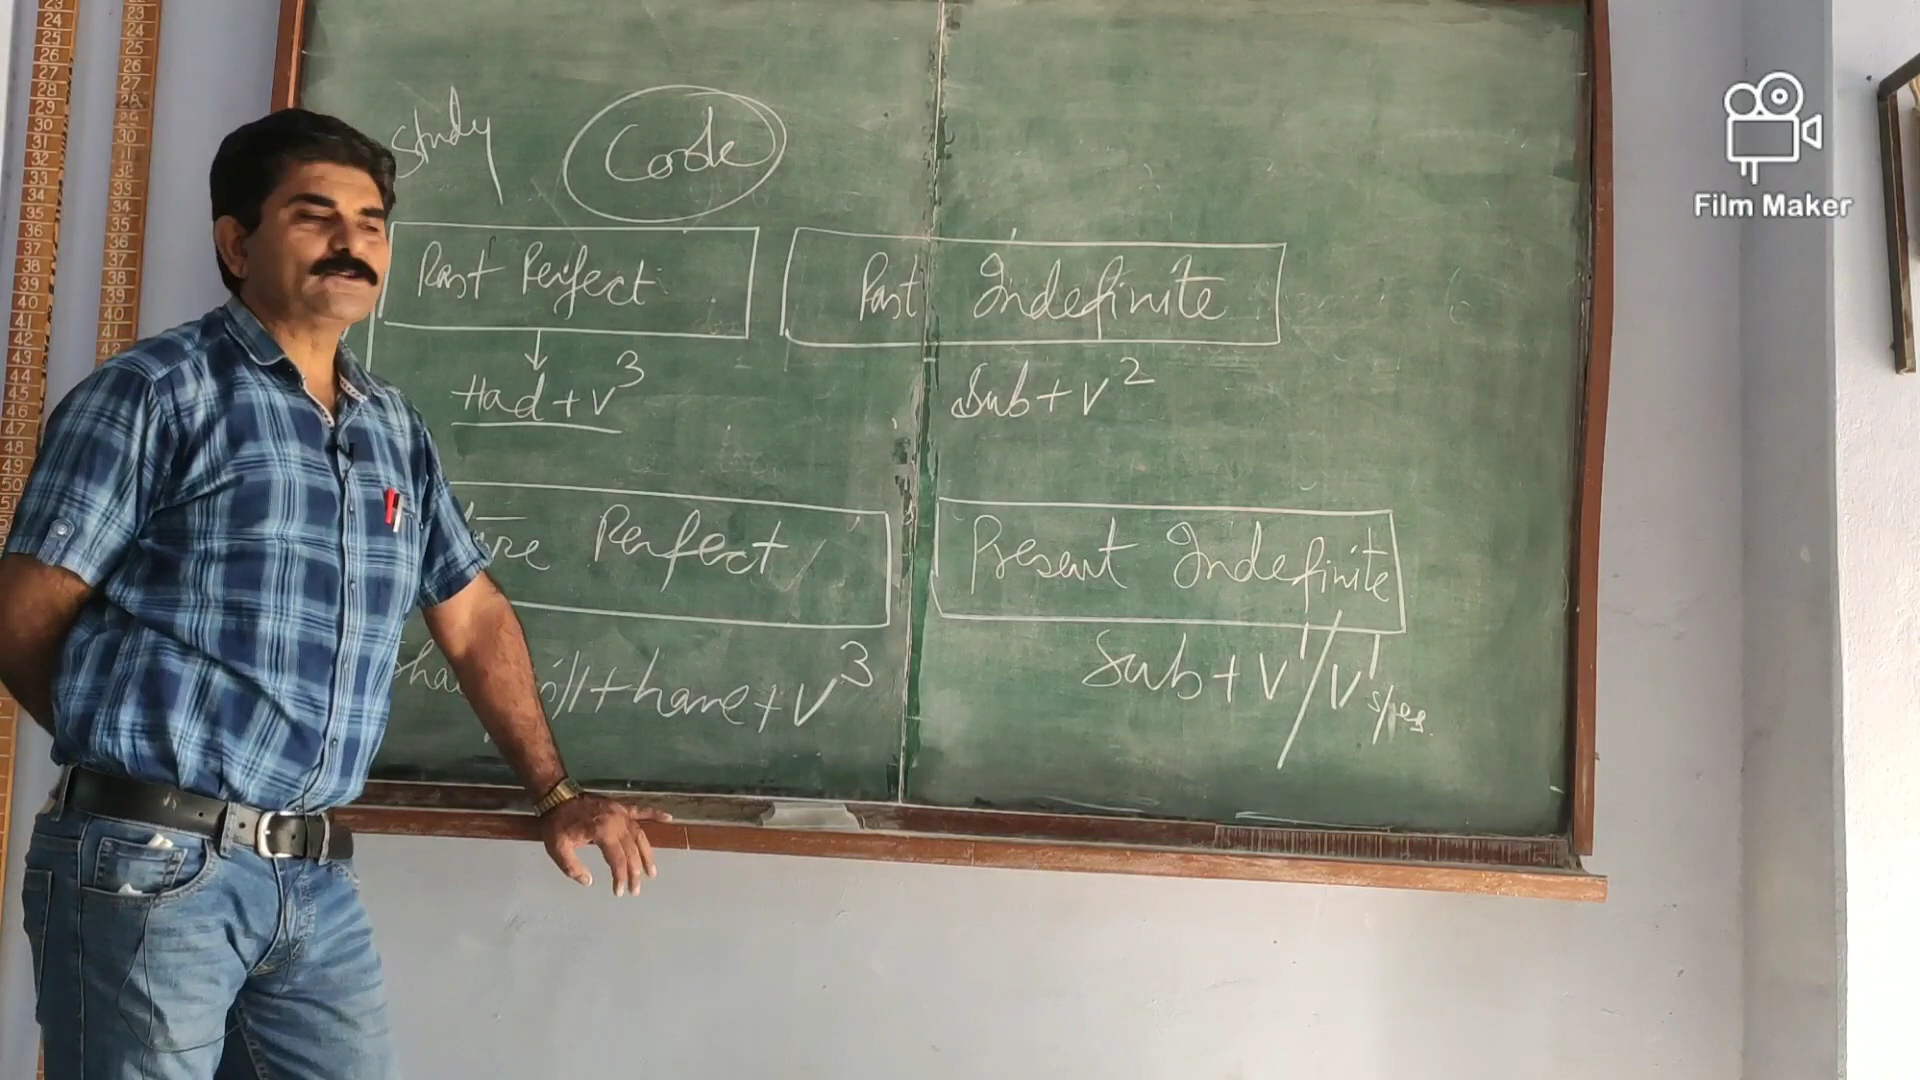 Study Code
Past Perfect Past Indefinite
Had + V3 Sub + V2
Perfect Present Indefinite
+ have + V3 Sub + V1/V1 s/es
Film Maker